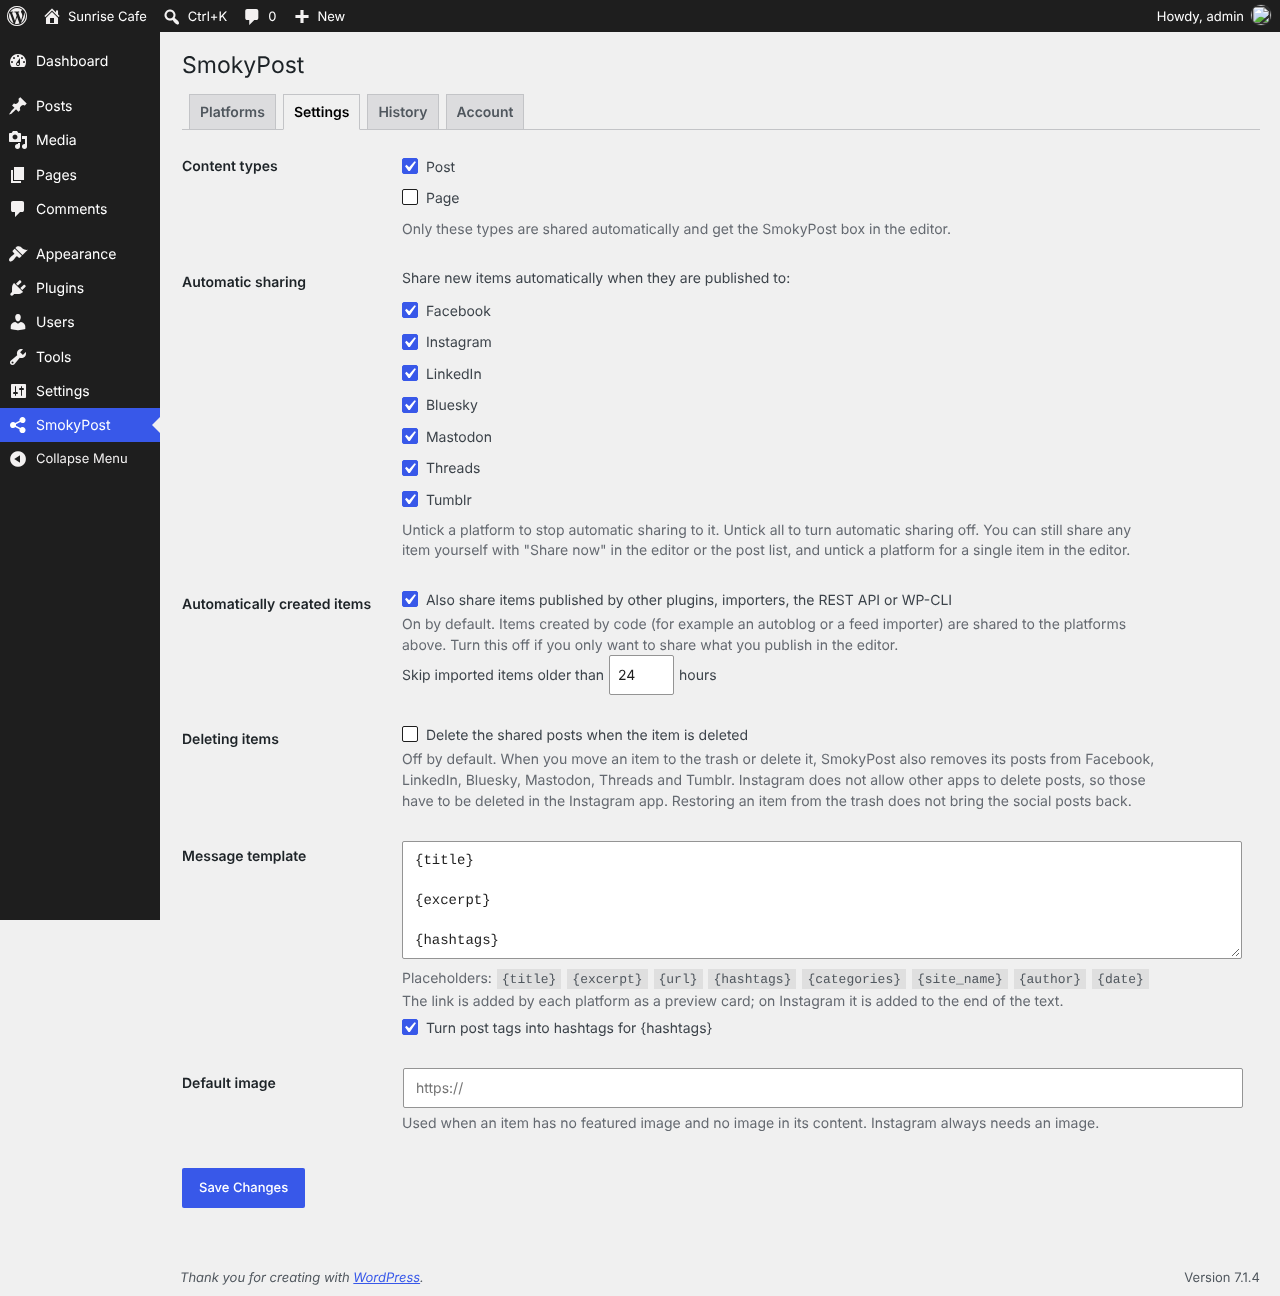 Sunrise Cafe Ctrl+K 0 New Howdy, admin
Dashboard
Posts
Media
Pages
Comments
Appearance
Plugins
Users
Tools
Settings
SmokyPost
Collapse Menu
SmokyPost
Platforms Settings History Account
Content types
Post
Page
Only these types are shared automatically and get the SmokyPost box in the editor.
Automatic sharing
Share new items automatically when they are published to:
Facebook
Instagram
LinkedIn
Bluesky
Mastodon
Threads
Tumblr
Untick a platform to stop automatic sharing to it. Untick all to turn automatic sharing off. You can still share any
item yourself with "Share now" in the editor or the post list, and untick a platform for a single item in the editor.
Automatically created items
Also share items published by other plugins, importers, the REST API or WP-CLI
On by default. Items created by code (for example an autoblog or a feed importer) are shared to the platforms
above. Turn this off if you only want to share what you publish in the editor.
Skip imported items older than 24 hours
Deleting items
Delete the shared posts when the item is deleted
Off by default. When you move an item to the trash or delete it, SmokyPost also removes its posts from Facebook,
LinkedIn, Bluesky, Mastodon, Threads and Tumblr. Instagram does not allow other apps to delete posts, so those
have to be deleted in the Instagram app. Restoring an item from the trash does not bring the social posts back.
Message template
{title}
{excerpt}
{hashtags}
Placeholders: {title} {excerpt} {url} {hashtags} {categories} {site_name} {author} {date}
The link is added by each platform as a preview card; on Instagram it is added to the end of the text.
Turn post tags into hashtags for {hashtags}
Default image
https://
Used when an item has no featured image and no image in its content. Instagram always needs an image.
Save Changes
Thank you for creating with WordPress. Version 7.1.4